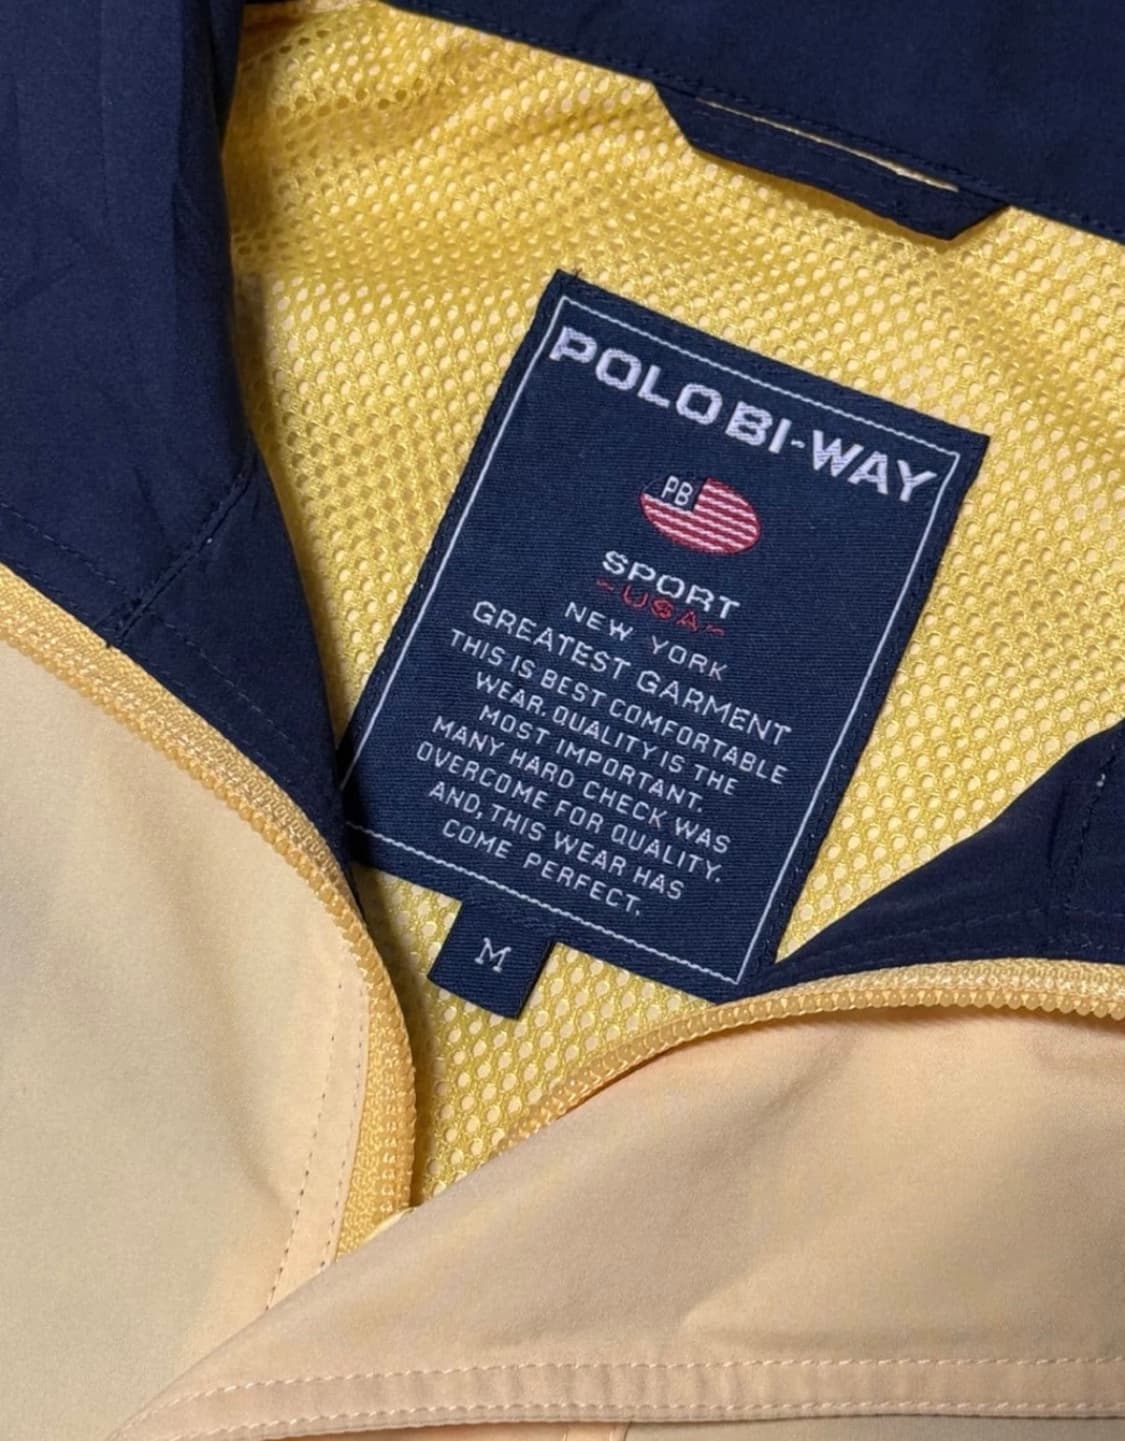 POLO BI-WAY
PB
SPORT
~USA~
NEW YORK
GREATEST GARMENT
THIS IS BEST COMFORTABLE
WEAR. QUALITY IS THE
MOST IMPORTANT.
MANY HARD CHECK WAS
OVERCOME FOR QUALITY.
AND, THIS WEAR HAS
COME PERFECT.
M